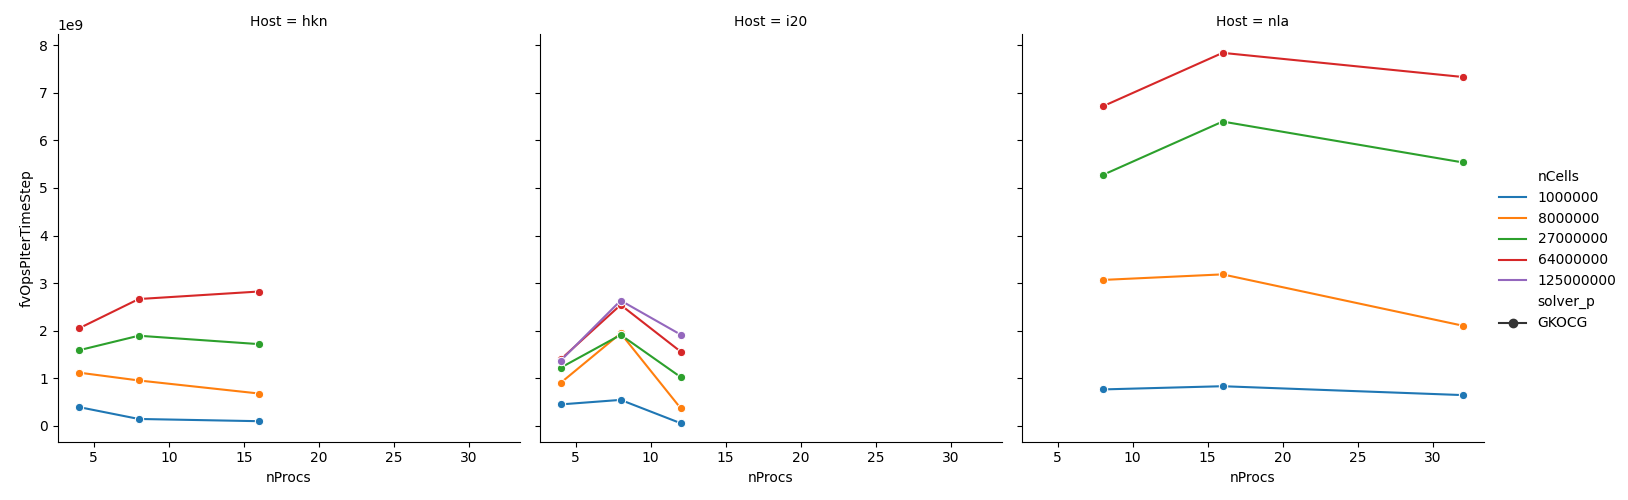 Host = hkn
Host = i20
Host = nla
1e9
8
7
6
5
4
3
2
1
0
fvOpsPIterTimeStep
5 10 15 20 25 30
5 10 15 20 25 30
5 10 15 20 25 30
nProcs
nProcs
nProcs
nCells
1000000
8000000
27000000
64000000
125000000
solver_p
GKOCG